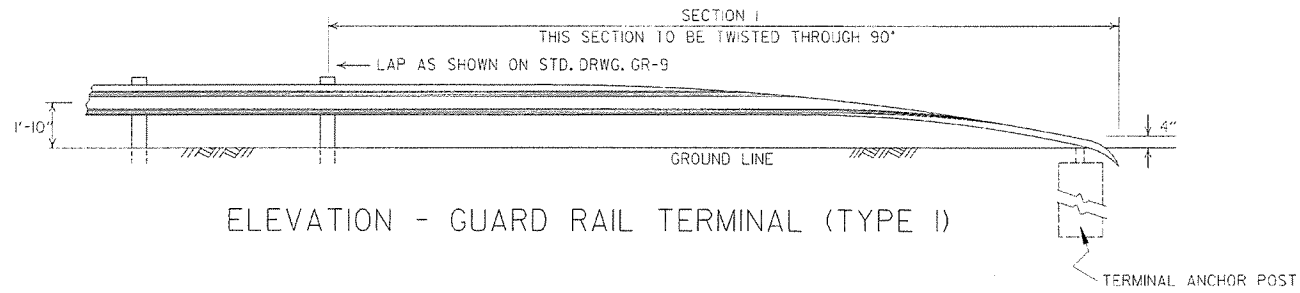 SECTION I
THIS SECTION TO BE TWISTED THROUGH 90°
LAP AS SHOWN ON STD. DRWG. GR-9
1'-10"
4"
GROUND LINE
ELEVATION - GUARD RAIL TERMINAL (TYPE I)
TERMINAL ANCHOR POST